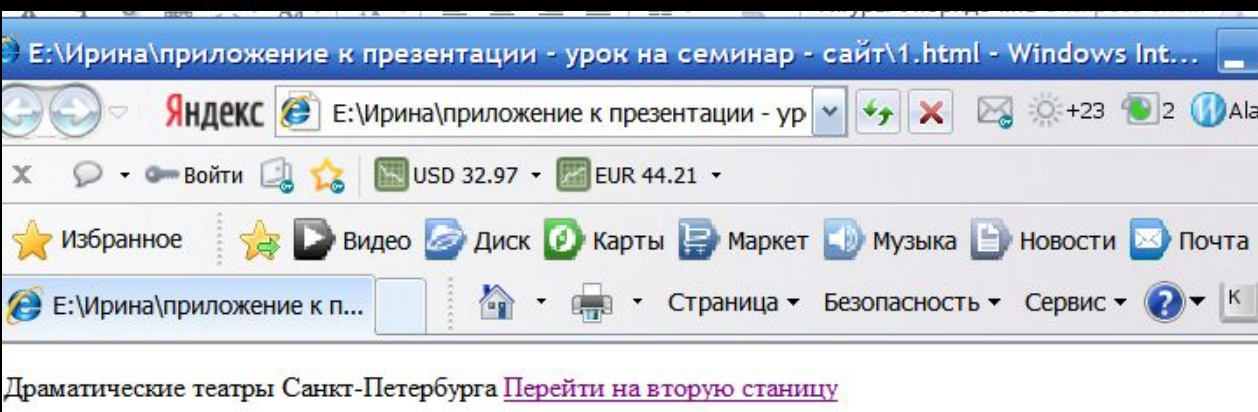 E:\Ирина\приложение к презентации - урок на семинар - сайт\1.html - Windows Int...
Яндекс E:\Ирина\приложение к презентации - ур +23 2 Ala
X Войти USD 32.97 EUR 44.21
Избранное Видео Диск Карты Маркет Музыка Новости Почта
E:\Ирина\приложение к п... Страница Безопасность Сервис ? К
Драматические театры Санкт-Петербурга Перейти на вторую станицу